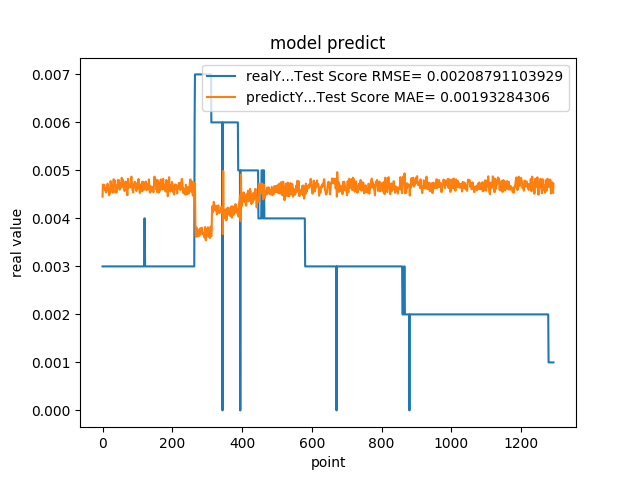 model predict
realY...Test Score RMSE= 0.00208791103929
predictY...Test Score MAE= 0.00193284306
0.007
0.006
0.005
0.004
0.003
0.002
0.001
0.000
real value
0 200 400 600 800 1000 1200
point